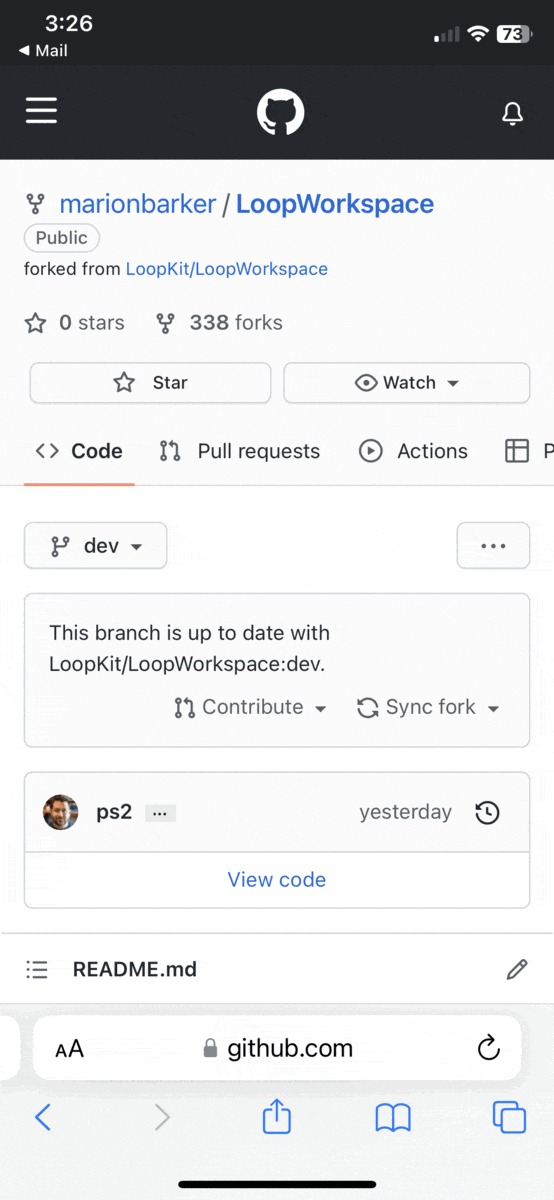 3:26
73
◀ Mail
marionbarker / LoopWorkspace
Public
forked from LoopKit/LoopWorkspace
0 stars 338 forks
Star Watch
<> Code Pull requests Actions P
dev ...
This branch is up to date with
LoopKit/LoopWorkspace:dev.
Contribute Sync fork
ps2 ... yesterday
View code
README.md
AA github.com